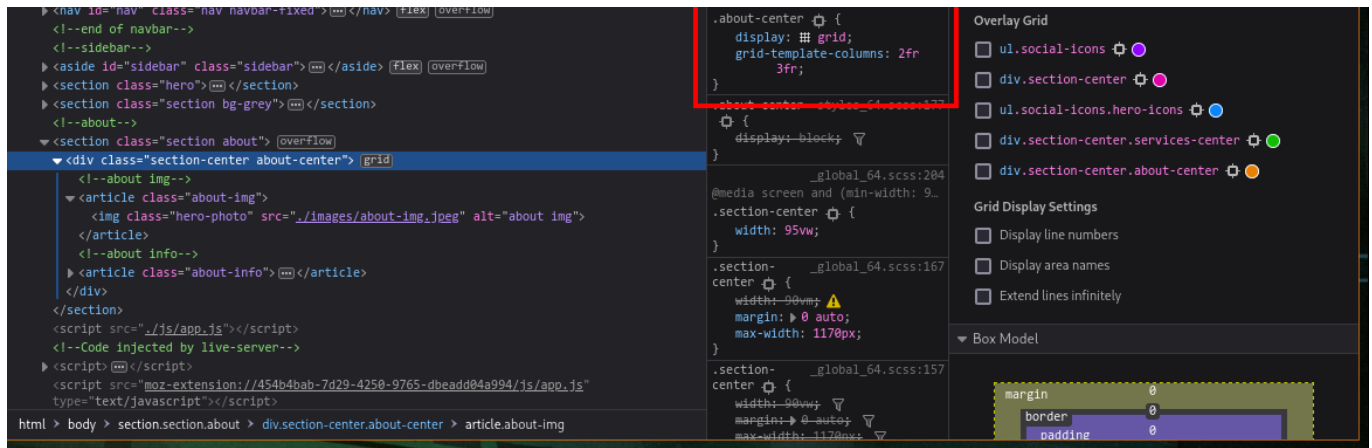 <nav id="nav" class="nav navbar-fixed"></nav> flex overflow
<!--end of navbar-->
<!--sidebar-->
<aside id="sidebar" class="sidebar"></aside> flex overflow
<section class="hero"></section>
<section class="section bg-grey"></section>
<!--about-->
<section class="section about"> overflow
<div class="section-center about-center"> grid
<!--about img-->
<article class="about-img">
<img class="hero-photo" src="./images/about-img.jpeg" alt="about img">
</article>
<!--about info-->
<article class="about-info"></article>
</div>
</section>
<script src="./js/app.js"></script>
<!--Code injected by live-server-->
<script></script>
<script src="moz-extension://454b4bab-7d29-4250-9765-dbeadd04a994/js/app.js"
type="text/javascript"></script>
html > body > section.section.about > div.section-center.about-center > article.about-img
.about-center {
display: grid;
grid-template-columns: 2fr
3fr;
}
.about-center styles_64.scss:177
{
display: block;
}
_global_64.scss:204
@media screen and (min-width: 9…
.section-center {
width: 95vw;
}
.section- _global_64.scss:167
center {
width: 90vm;
margin: 0 auto;
max-width: 1170px;
}
.section- _global_64.scss:157
center {
width: 90vw;
margin: 0 auto;
max-width: 1170px;
Overlay Grid
ul.social-icons
div.section-center
ul.social-icons.hero-icons
div.section-center.services-center
div.section-center.about-center
Grid Display Settings
Display line numbers
Display area names
Extend lines infinitely
Box Model
margin 0
border 0
padding 0